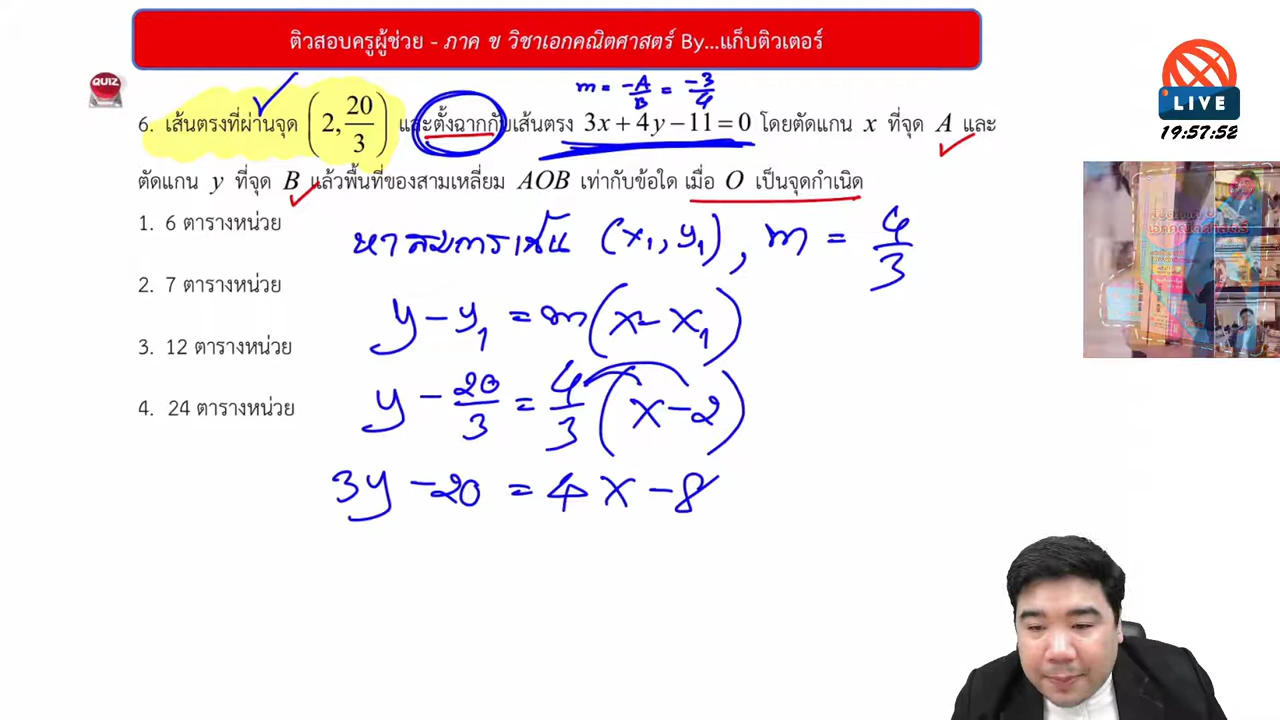 ติวสอบครูผู้ช่วย - ภาค ข วิชาเอกคณิตศาสตร์ By...แก็บติวเตอร์
QUIZ
LIVE
19:57:52
m = -A/B = -3/4
6. เส้นตรงที่ผ่านจุด (2, 20/3) และตั้งฉากกับเส้นตรง 3x + 4y − 11 = 0 โดยตัดแกน x ที่จุด A และ
ตัดแกน y ที่จุด B แล้วพื้นที่ของสามเหลี่ยม AOB เท่ากับข้อใด เมื่อ O เป็นจุดกำเนิด
1. 6 ตารางหน่วย
2. 7 ตารางหน่วย
3. 12 ตารางหน่วย
4. 24 ตารางหน่วย
หาสมการเส้น (x₁, y₁), m = 4/3
y − y₁ = m(x − x₁)
y − 20/3 = 4/3 (x − 2)
3y − 20 = 4x − 8